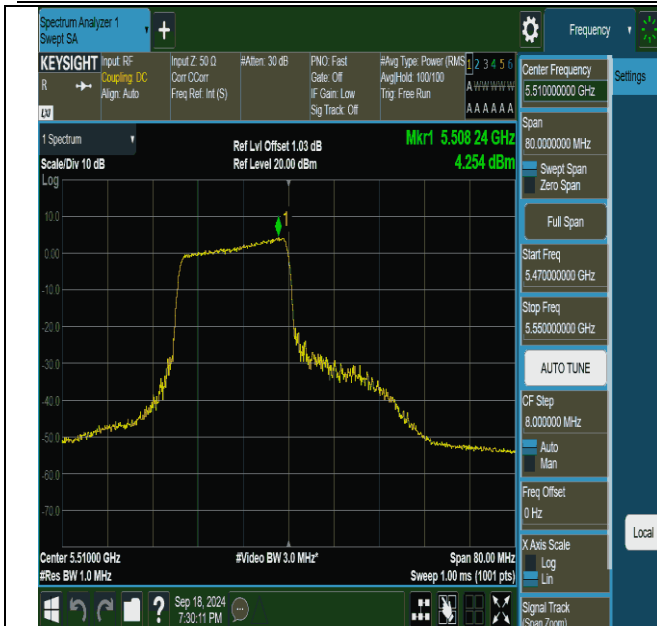 Spectrum Analyzer 1
Swept SA
+
Frequency
KEYSIGHT
R
LXI
Input: RF
Coupling: DC
Align: Auto
Input Z: 50 Ω
Corr CCorr
Freq Ref: Int (S)
#Atten: 30 dB
PNO: Fast
Gate: Off
IF Gain: Low
Sig Track: Off
#Avg Type: Power (RMS
Avg|Hold: 100/100
Trig: Free Run
1 2 3 4 5 6
A W W W W W
A A A A A A
1 Spectrum
Scale/Div 10 dB
Log
Ref Lvl Offset 1.03 dB
Ref Level 20.00 dBm
Mkr1 5.508 24 GHz
4.254 dBm
1
10.0
0.00
-10.0
-20.0
-30.0
-40.0
-50.0
-60.0
-70.0
Center 5.51000 GHz
#Res BW 1.0 MHz
#Video BW 3.0 MHz*
Span 80.00 MHz
Sweep 1.00 ms (1001 pts)
Center Frequency
5.510000000 GHz
Settings
Span
80.0000000 MHz
Swept Span
Zero Span
Full Span
Start Freq
5.470000000 GHz
Stop Freq
5.550000000 GHz
AUTO TUNE
CF Step
8.000000 MHz
Auto
Man
Freq Offset
0 Hz
X Axis Scale
Log
Lin
Local
Signal Track
(Span Zoom)
?
Sep 18, 2024
7:30:11 PM